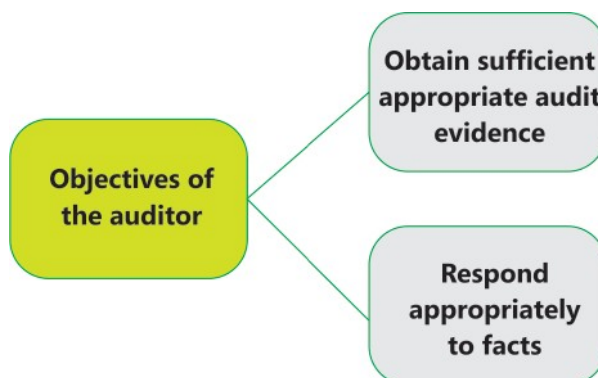 Objectives of
the auditor
Obtain sufficient
appropriate audit
evidence
Respond
appropriately
to facts